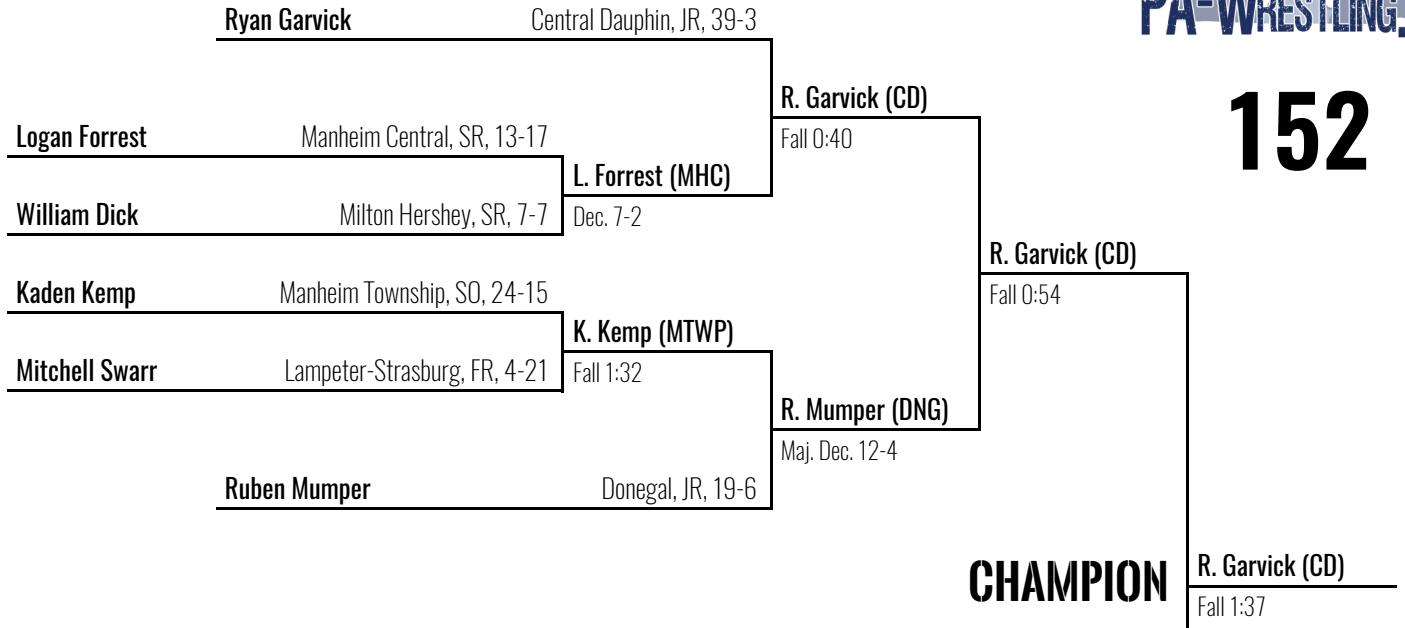 PA-WRESTLING.
152
Ryan Garvick Central Dauphin, JR, 39-3
R. Garvick (CD)
Fall 0:40
Logan Forrest Manheim Central, SR, 13-17
L. Forrest (MHC)
Dec. 7-2
William Dick Milton Hershey, SR, 7-7
R. Garvick (CD)
Fall 0:54
Kaden Kemp Manheim Township, SO, 24-15
K. Kemp (MTWP)
Fall 1:32
Mitchell Swarr Lampeter-Strasburg, FR, 4-21
R. Mumper (DNG)
Maj. Dec. 12-4
Ruben Mumper Donegal, JR, 19-6
CHAMPION R. Garvick (CD)
Fall 1:37